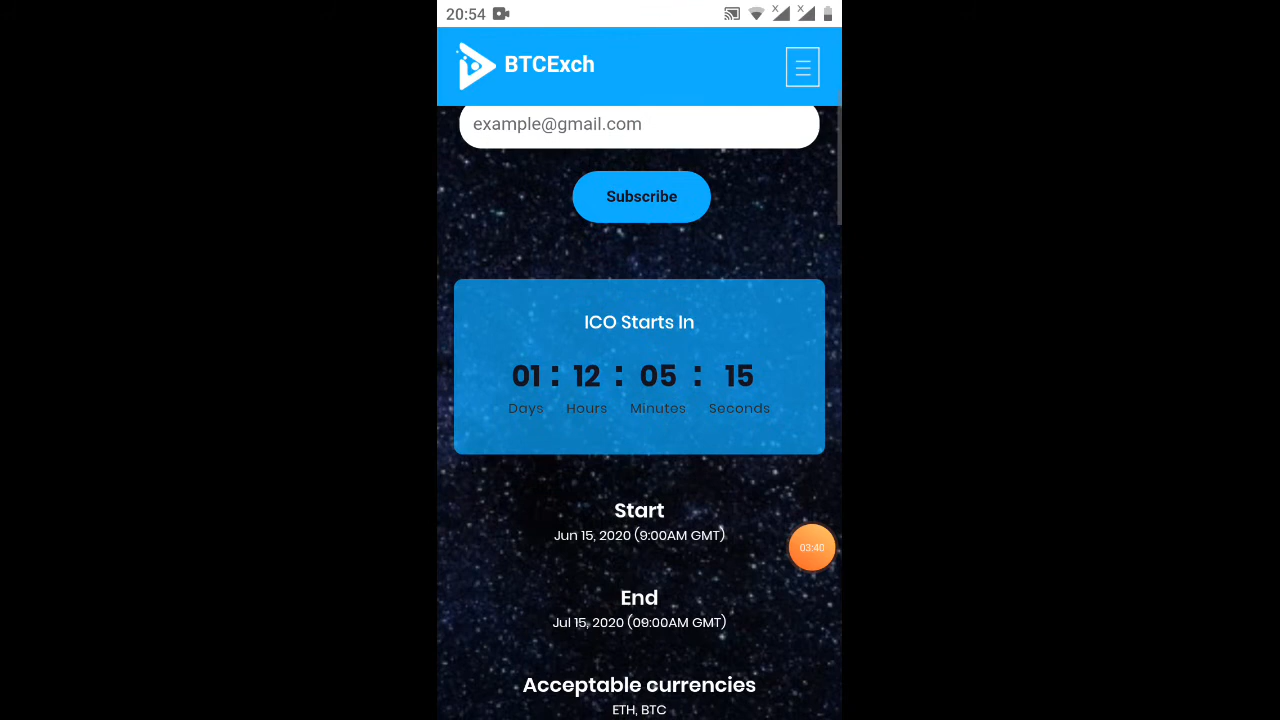 20:54
BTCExch
example@gmail.com
Subscribe
ICO Starts In
01 : 12 : 05 : 15
Days Hours Minutes Seconds
Start
Jun 15, 2020 (9:00AM GMT)
03:40
End
Jul 15, 2020 (09:00AM GMT)
Acceptable currencies
ETH, BTC